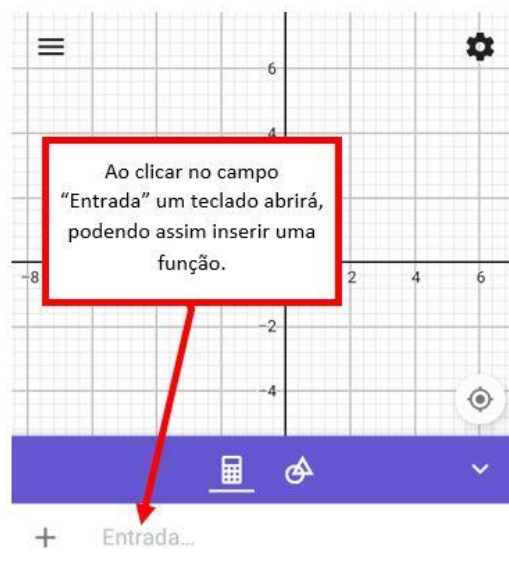 6
4
Ao clicar no campo
“Entrada” um teclado abrirá,
podendo assim inserir uma
função.
-8
2
4
6
-2
-4
+ Entrada...